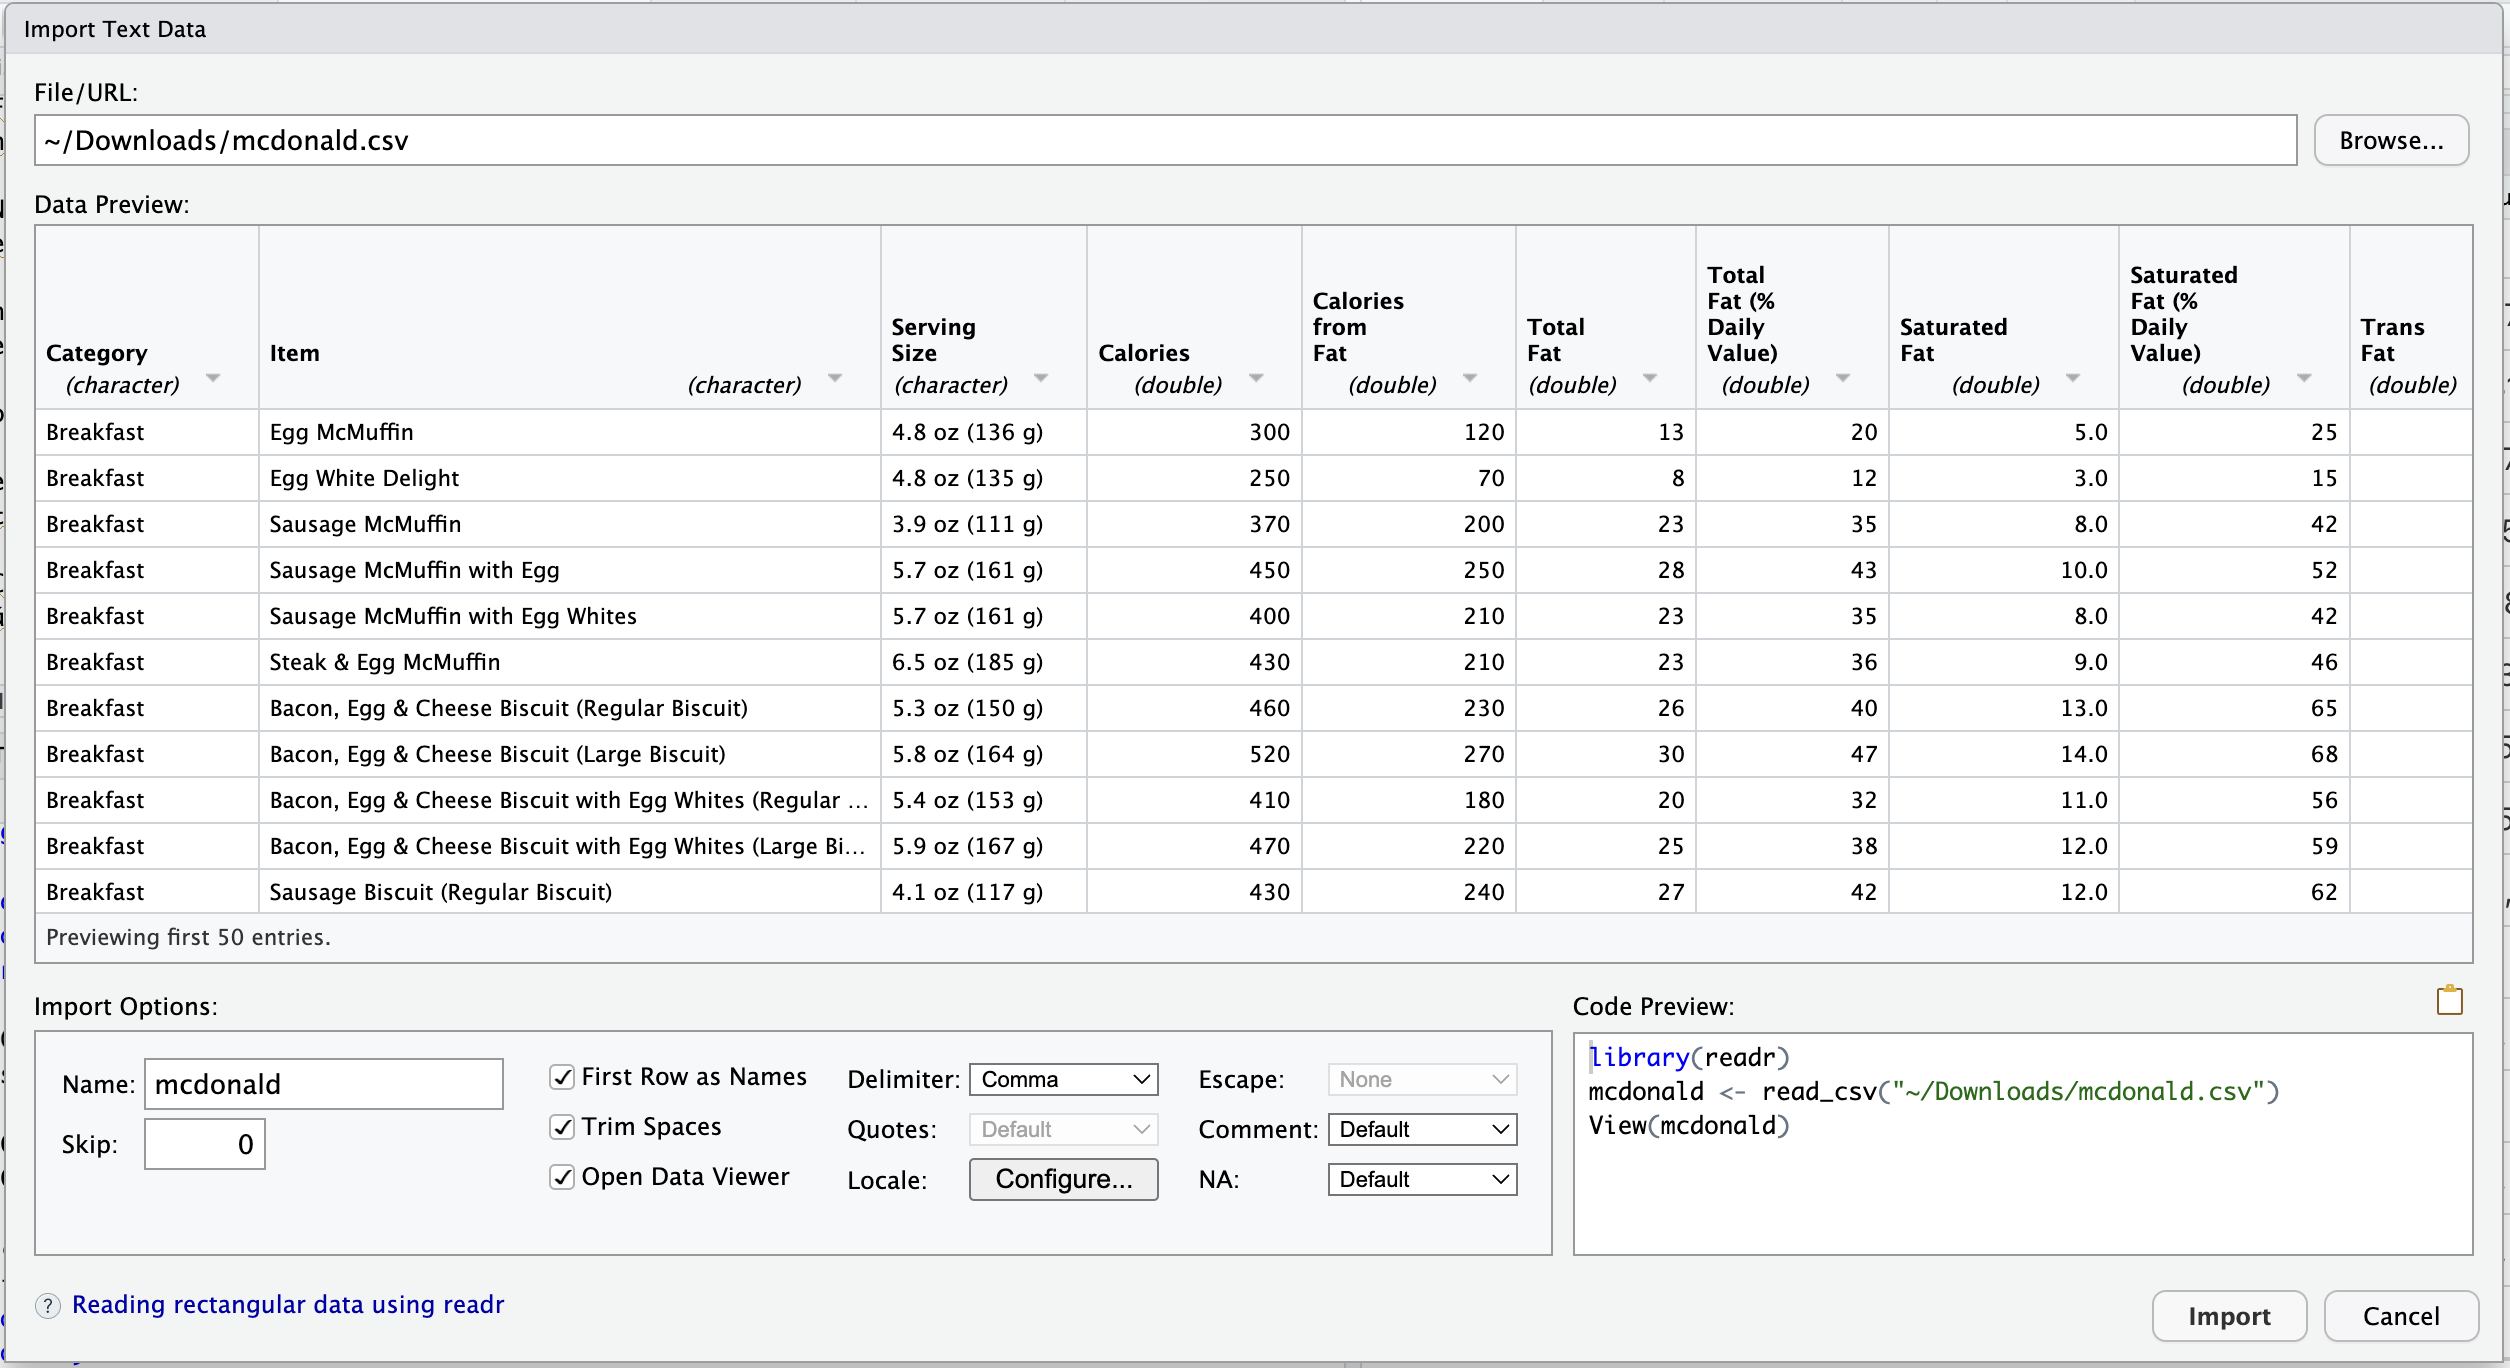 Import Text Data
File/URL:
~/Downloads/mcdonald.csv
Browse...
Data Preview:
Category (character) Item (character) Serving Size (character) Calories (double) Calories from Fat (double) Total Fat (double) Total Fat (% Daily Value) (double) Saturated Fat (double) Saturated Fat (% Daily Value) (double) Trans Fat (double)
Breakfast Egg McMuffin 4.8 oz (136 g) 300 120 13 20 5.0 25
Breakfast Egg White Delight 4.8 oz (135 g) 250 70 8 12 3.0 15
Breakfast Sausage McMuffin 3.9 oz (111 g) 370 200 23 35 8.0 42
Breakfast Sausage McMuffin with Egg 5.7 oz (161 g) 450 250 28 43 10.0 52
Breakfast Sausage McMuffin with Egg Whites 5.7 oz (161 g) 400 210 23 35 8.0 42
Breakfast Steak & Egg McMuffin 6.5 oz (185 g) 430 210 23 36 9.0 46
Breakfast Bacon, Egg & Cheese Biscuit (Regular Biscuit) 5.3 oz (150 g) 460 230 26 40 13.0 65
Breakfast Bacon, Egg & Cheese Biscuit (Large Biscuit) 5.8 oz (164 g) 520 270 30 47 14.0 68
Breakfast Bacon, Egg & Cheese Biscuit with Egg Whites (Regular ... 5.4 oz (153 g) 410 180 20 32 11.0 56
Breakfast Bacon, Egg & Cheese Biscuit with Egg Whites (Large Bi... 5.9 oz (167 g) 470 220 25 38 12.0 59
Breakfast Sausage Biscuit (Regular Biscuit) 4.1 oz (117 g) 430 240 27 42 12.0 62
Previewing first 50 entries.
Import Options:
Name: mcdonald
Skip: 0
First Row as Names
Trim Spaces
Open Data Viewer
Delimiter: Comma
Quotes: Default
Locale: Configure...
Escape: None
Comment: Default
NA: Default
Code Preview:
library(readr)
mcdonald <- read_csv("~/Downloads/mcdonald.csv")
View(mcdonald)
? Reading rectangular data using readr
Import
Cancel